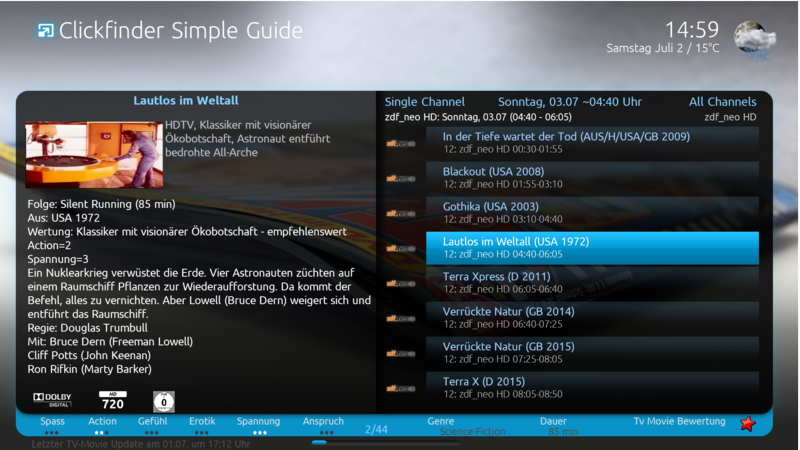 Clickfinder Simple Guide
14:59
Samstag Juli 2 / 15°C
Lautlos im Weltall
HDTV, Klassiker mit visionärer
Ökobotschaft, Astronaut entführt
bedrohte All-Arche
Folge: Silent Running (85 min)
Aus: USA 1972
Wertung: Klassiker mit visionärer Ökobotschaft - empfehlenswert
Action=2
Spannung=3
Ein Nuklearkrieg verwüstet die Erde. Vier Astronauten züchten auf
einem Raumschiff Pflanzen zur Wiederaufforstung. Da kommt der
Befehl, alles zu vernichten. Aber Lowell (Bruce Dern) weigert sich und
entführt das Raumschiff.
Regie: Douglas Trumbull
Mit: Bruce Dern (Freeman Lowell)
Cliff Potts (John Keenan)
Ron Rifkin (Marty Barker)
DOLBY
DIGITAL
HD
720
0
Single Channel Sonntag, 03.07 ~04:40 Uhr All Channels
zdf_neo HD: Sonntag, 03.07 (04:40 - 06:05) zdf_neo HD
In der Tiefe wartet der Tod (AUS/H/USA/GB 2009)
12: zdf_neo HD 00:30-01:55
Blackout (USA 2008)
12: zdf_neo HD 01:55-03:10
Gothika (USA 2003)
12: zdf_neo HD 03:10-04:40
Lautlos im Weltall (USA 1972)
12: zdf_neo HD 04:40-06:05
Terra Xpress (D 2011)
12: zdf_neo HD 06:05-06:40
Verrückte Natur (GB 2014)
12: zdf_neo HD 06:40-07:25
Verrückte Natur (GB 2015)
12: zdf_neo HD 07:25-08:05
Terra X (D 2015)
12: zdf_neo HD 08:05-08:50
Spass Action Gefühl Erotik Spannung Anspruch 2/44 Genre Dauer Tv Movie Bewertung
Science-Fiction 85 min
Letzter TV-Movie Update am 01.07. um 17:12 Uhr